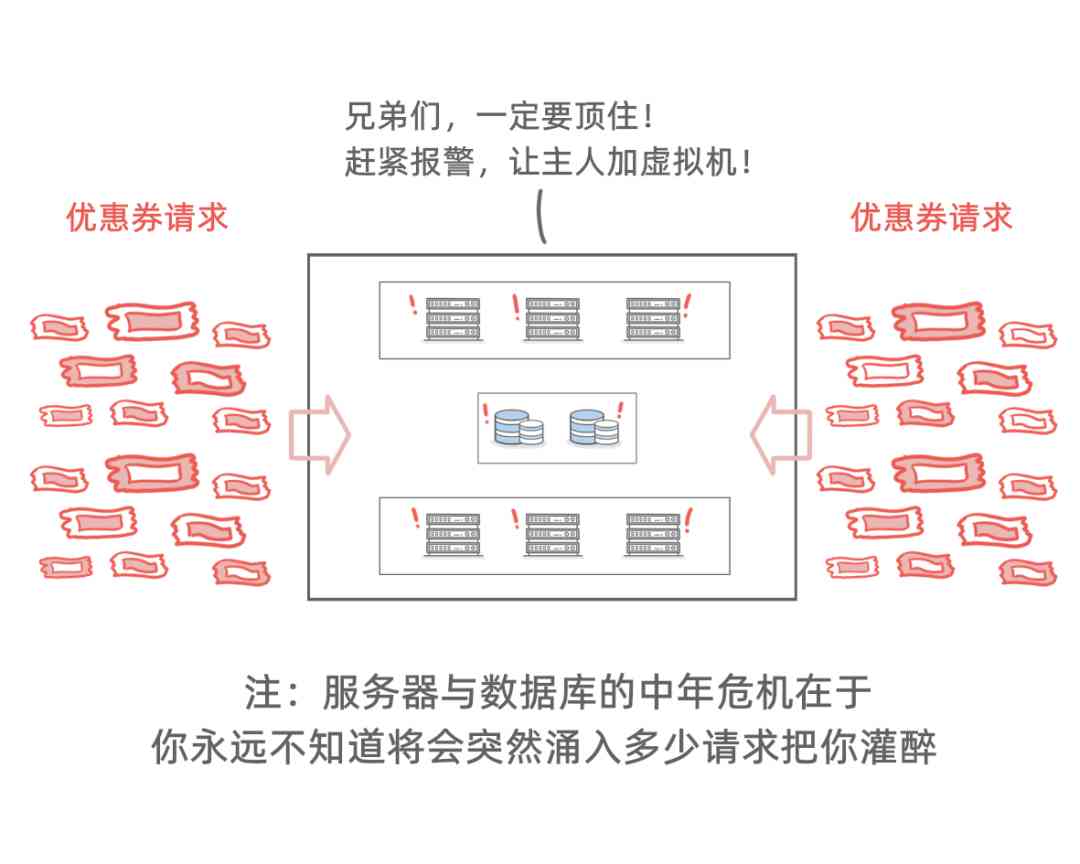 兄弟们，一定要顶住！
赶紧报警，让主人加虚拟机！
优惠券请求
优惠券请求
注：服务器与数据库的中年危机在于
你永远不知道将会突然涌入多少请求把你灌醉